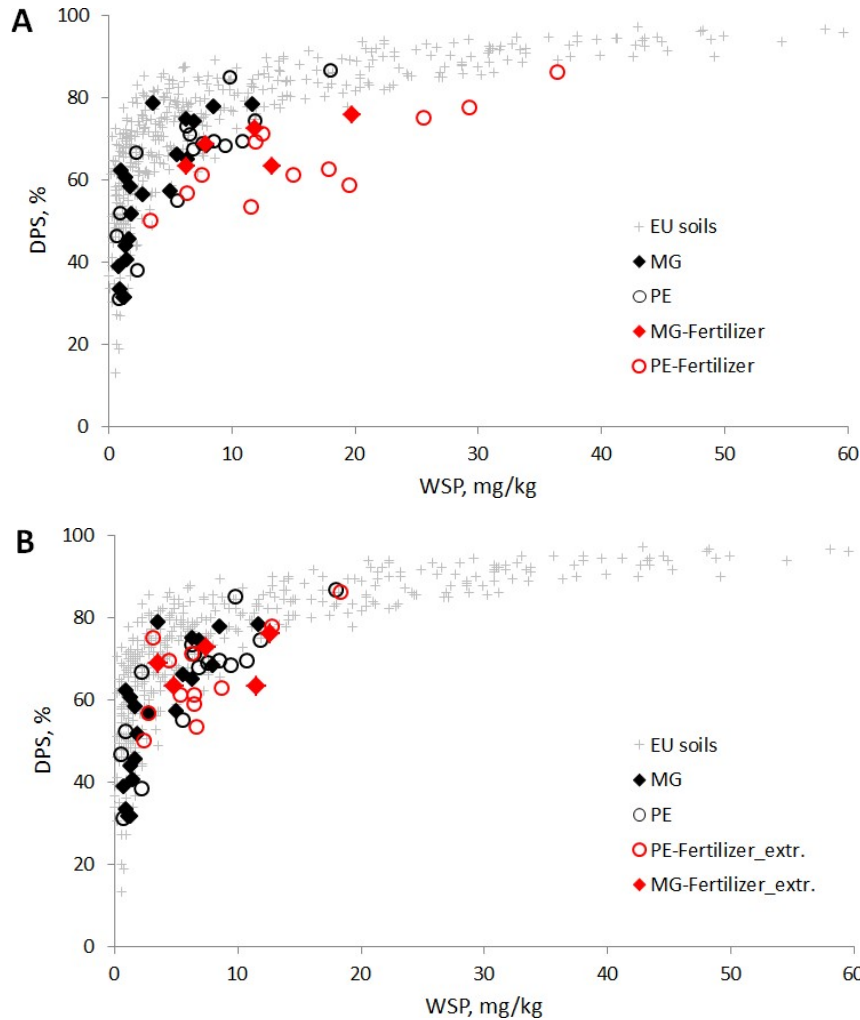 A
100
80
60
40
20
0
DPS, %
EU soils
MG
PE
MG-Fertilizer
PE-Fertilizer
0 10 20 30 40 50 60
WSP, mg/kg
B
100
80
60
40
20
0
DPS, %
EU soils
MG
PE
PE-Fertilizer_extr.
MG-Fertilizer_extr.
0 10 20 30 40 50 60
WSP, mg/kg